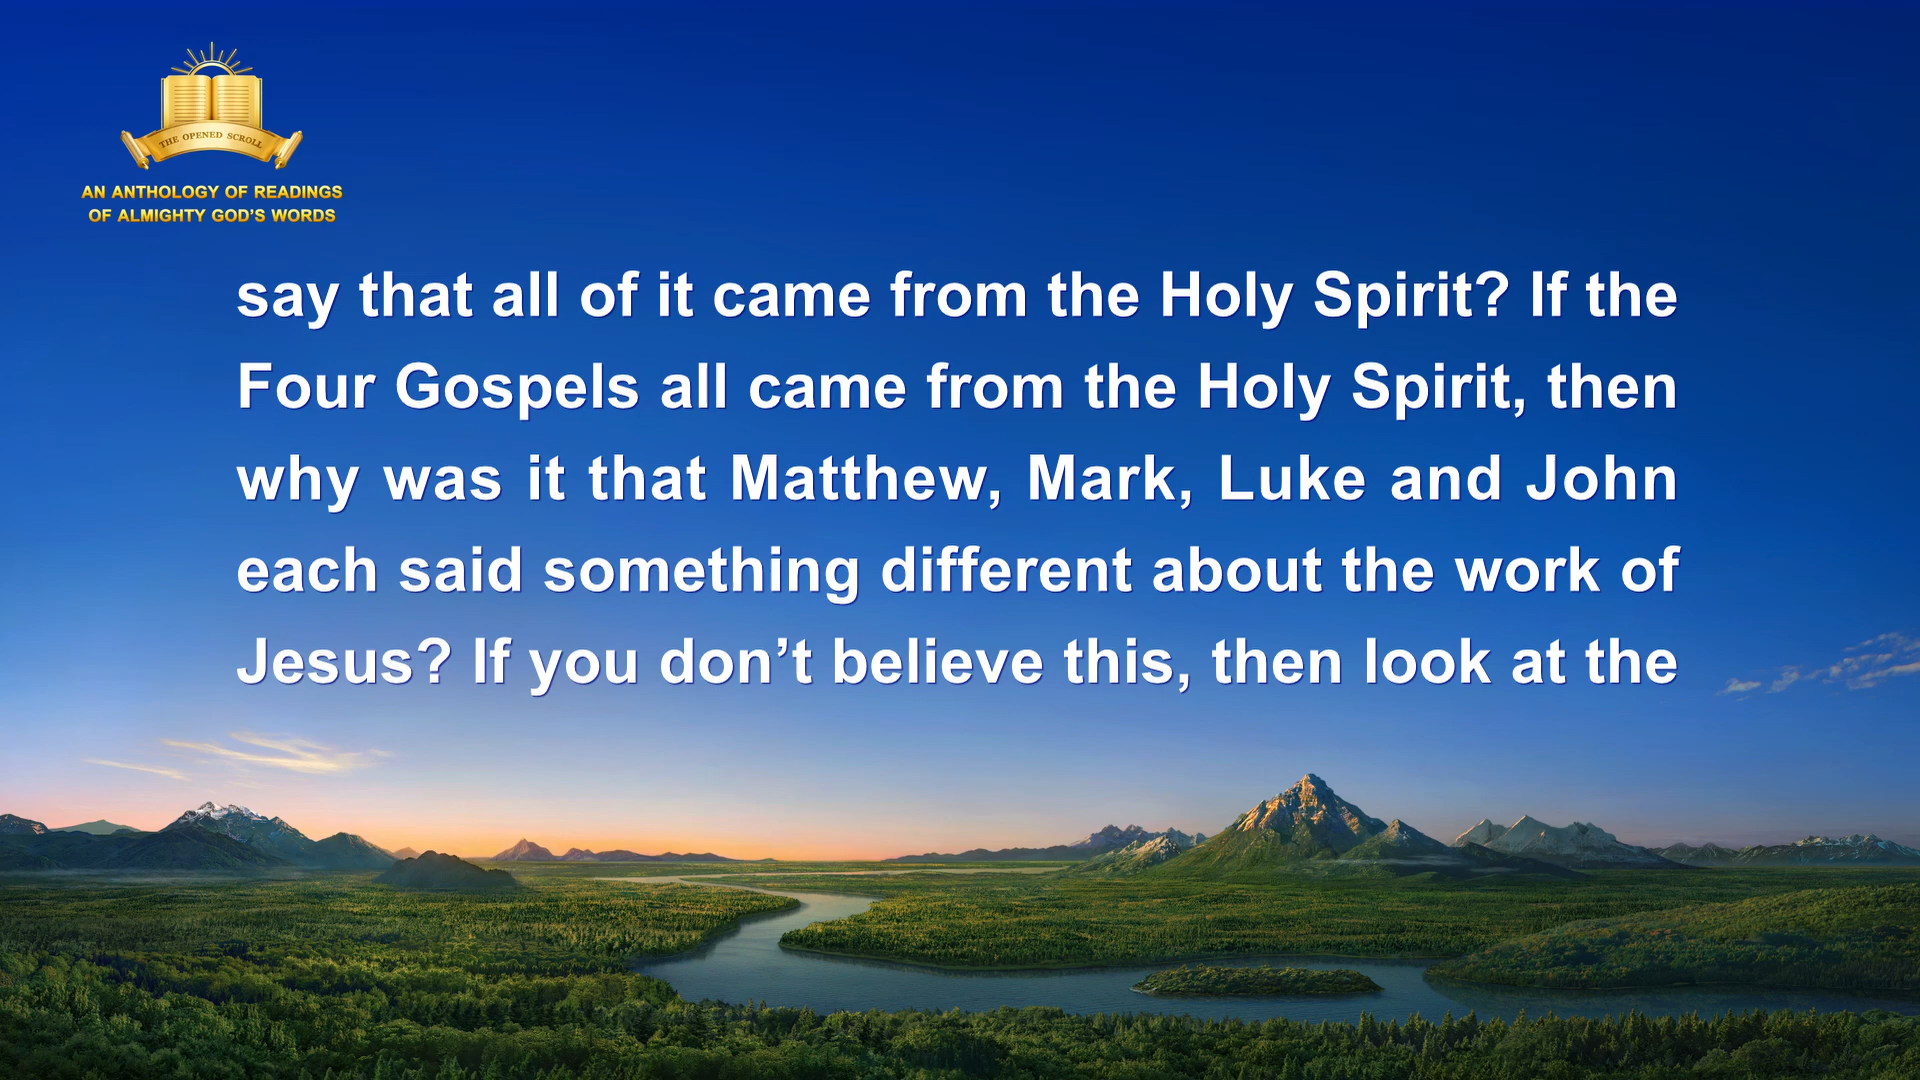 THE OPENED SCROLL
AN ANTHOLOGY OF READINGS
OF ALMIGHTY GOD'S WORDS
say that all of it came from the Holy Spirit? If the
Four Gospels all came from the Holy Spirit, then
why was it that Matthew, Mark, Luke and John
each said something different about the work of
Jesus? If you don’t believe this, then look at the